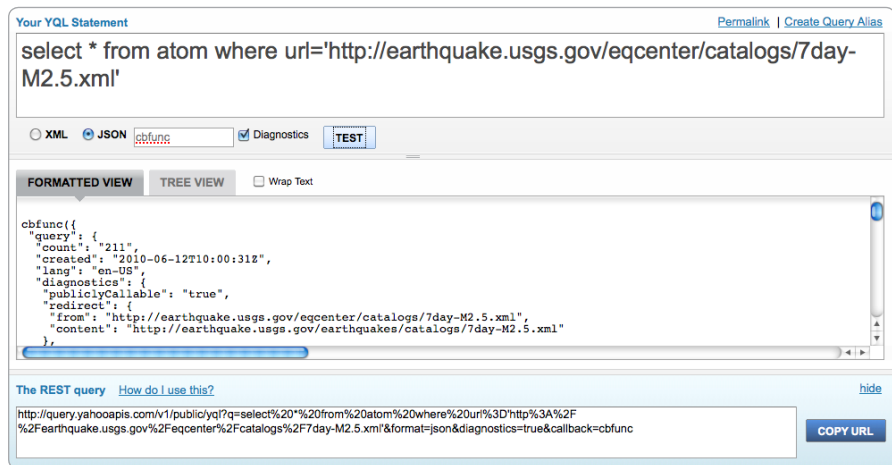 Your YQL Statement
Permalink | Create Query Alias
select * from atom where url='http://earthquake.usgs.gov/eqcenter/catalogs/7day-
M2.5.xml'
XML JSON cbfunc Diagnostics TEST
FORMATTED VIEW TREE VIEW Wrap Text
cbfunc({
"query": {
"count": "211",
"created": "2010-06-12T10:00:31Z",
"lang": "en-US",
"diagnostics": {
"publiclyCallable": "true",
"redirect": {
"from": "http://earthquake.usgs.gov/eqcenter/catalogs/7day-M2.5.xml",
"content": "http://earthquake.usgs.gov/earthquakes/catalogs/7day-M2.5.xml"
},
The REST query How do I use this? hide
http://query.yahooapis.com/v1/public/yql?q=select%20*%20from%20atom%20where%20url%3D'http%3A%2F
%2Fearthquake.usgs.gov%2Feqcenter%2Fcatalogs%2F7day-M2.5.xml'&format=json&diagnostics=true&callback=cbfunc
COPY URL